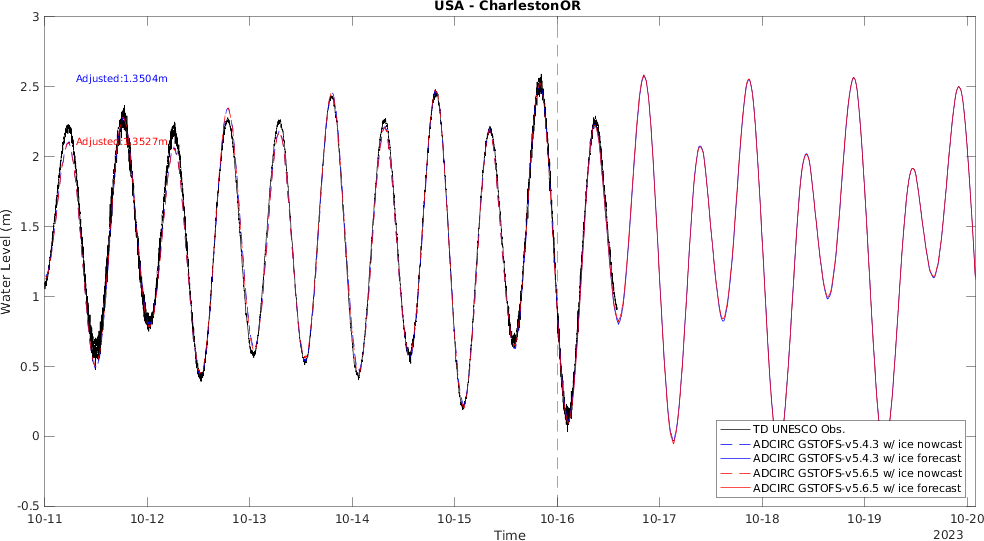 USA - CharlestonOR
3
2.5
2
1.5
1
0.5
0
-0.5
Water Level (m)
Adjusted:1.3504m
Adjusted:1.3527m
TD UNESCO Obs.
ADCIRC GSTOFS-v5.4.3 w/ ice nowcast
ADCIRC GSTOFS-v5.4.3 w/ ice forecast
ADCIRC GSTOFS-v5.6.5 w/ ice nowcast
ADCIRC GSTOFS-v5.6.5 w/ ice forecast
10-11 10-12 10-13 10-14 10-15 10-16 10-17 10-18 10-19 10-20
Time
2023